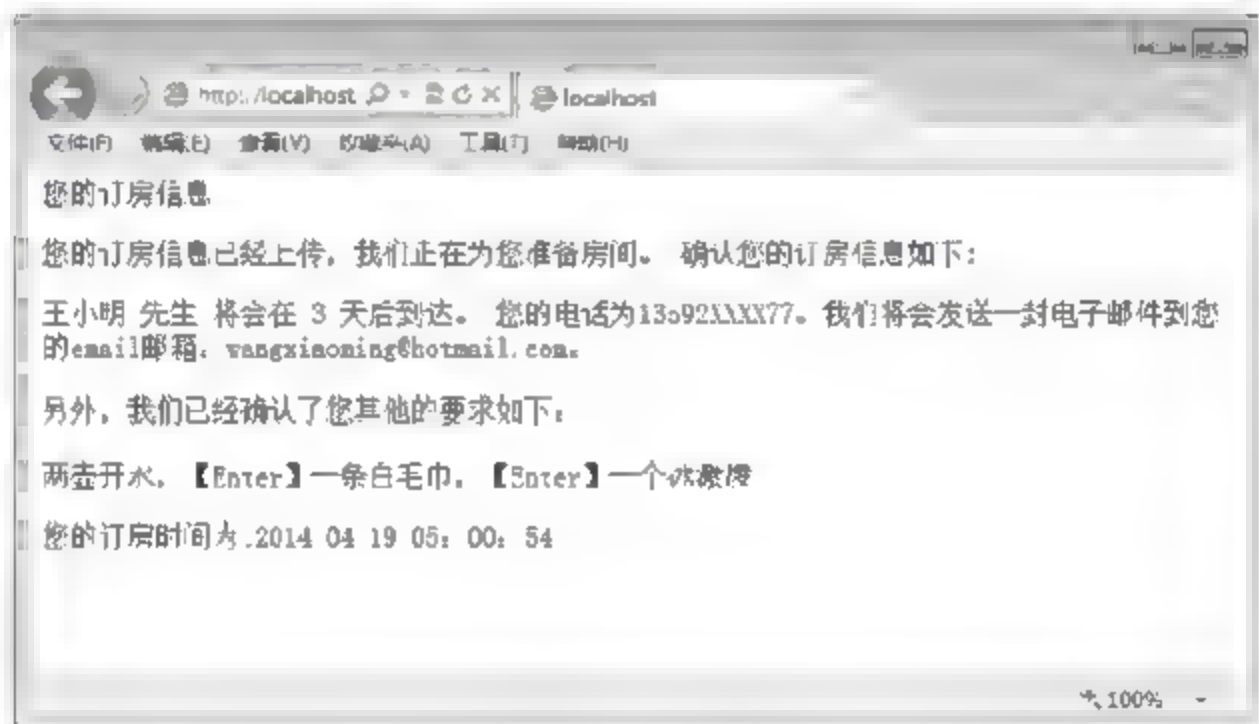 http://localhost
localhost
文件(F) 编辑(E) 查看(V) 收藏夹(A) 工具(T) 帮助(H)
您的订房信息
您的订房信息已经上传，我们正在为您准备房间。 确认您的订房信息如下：
王小明 先生 将会在 3 天后到达。 您的电话为13592XXXX77。我们将会发送一封电子邮件到您
的email邮箱：wangxiaoming@hotmail.com。
另外，我们已经确认了您其他的要求如下：
两壶开水，【Enter】一条白毛巾，【Enter】一个
您的订房时间为:2014 04 19 05：00：54
100%